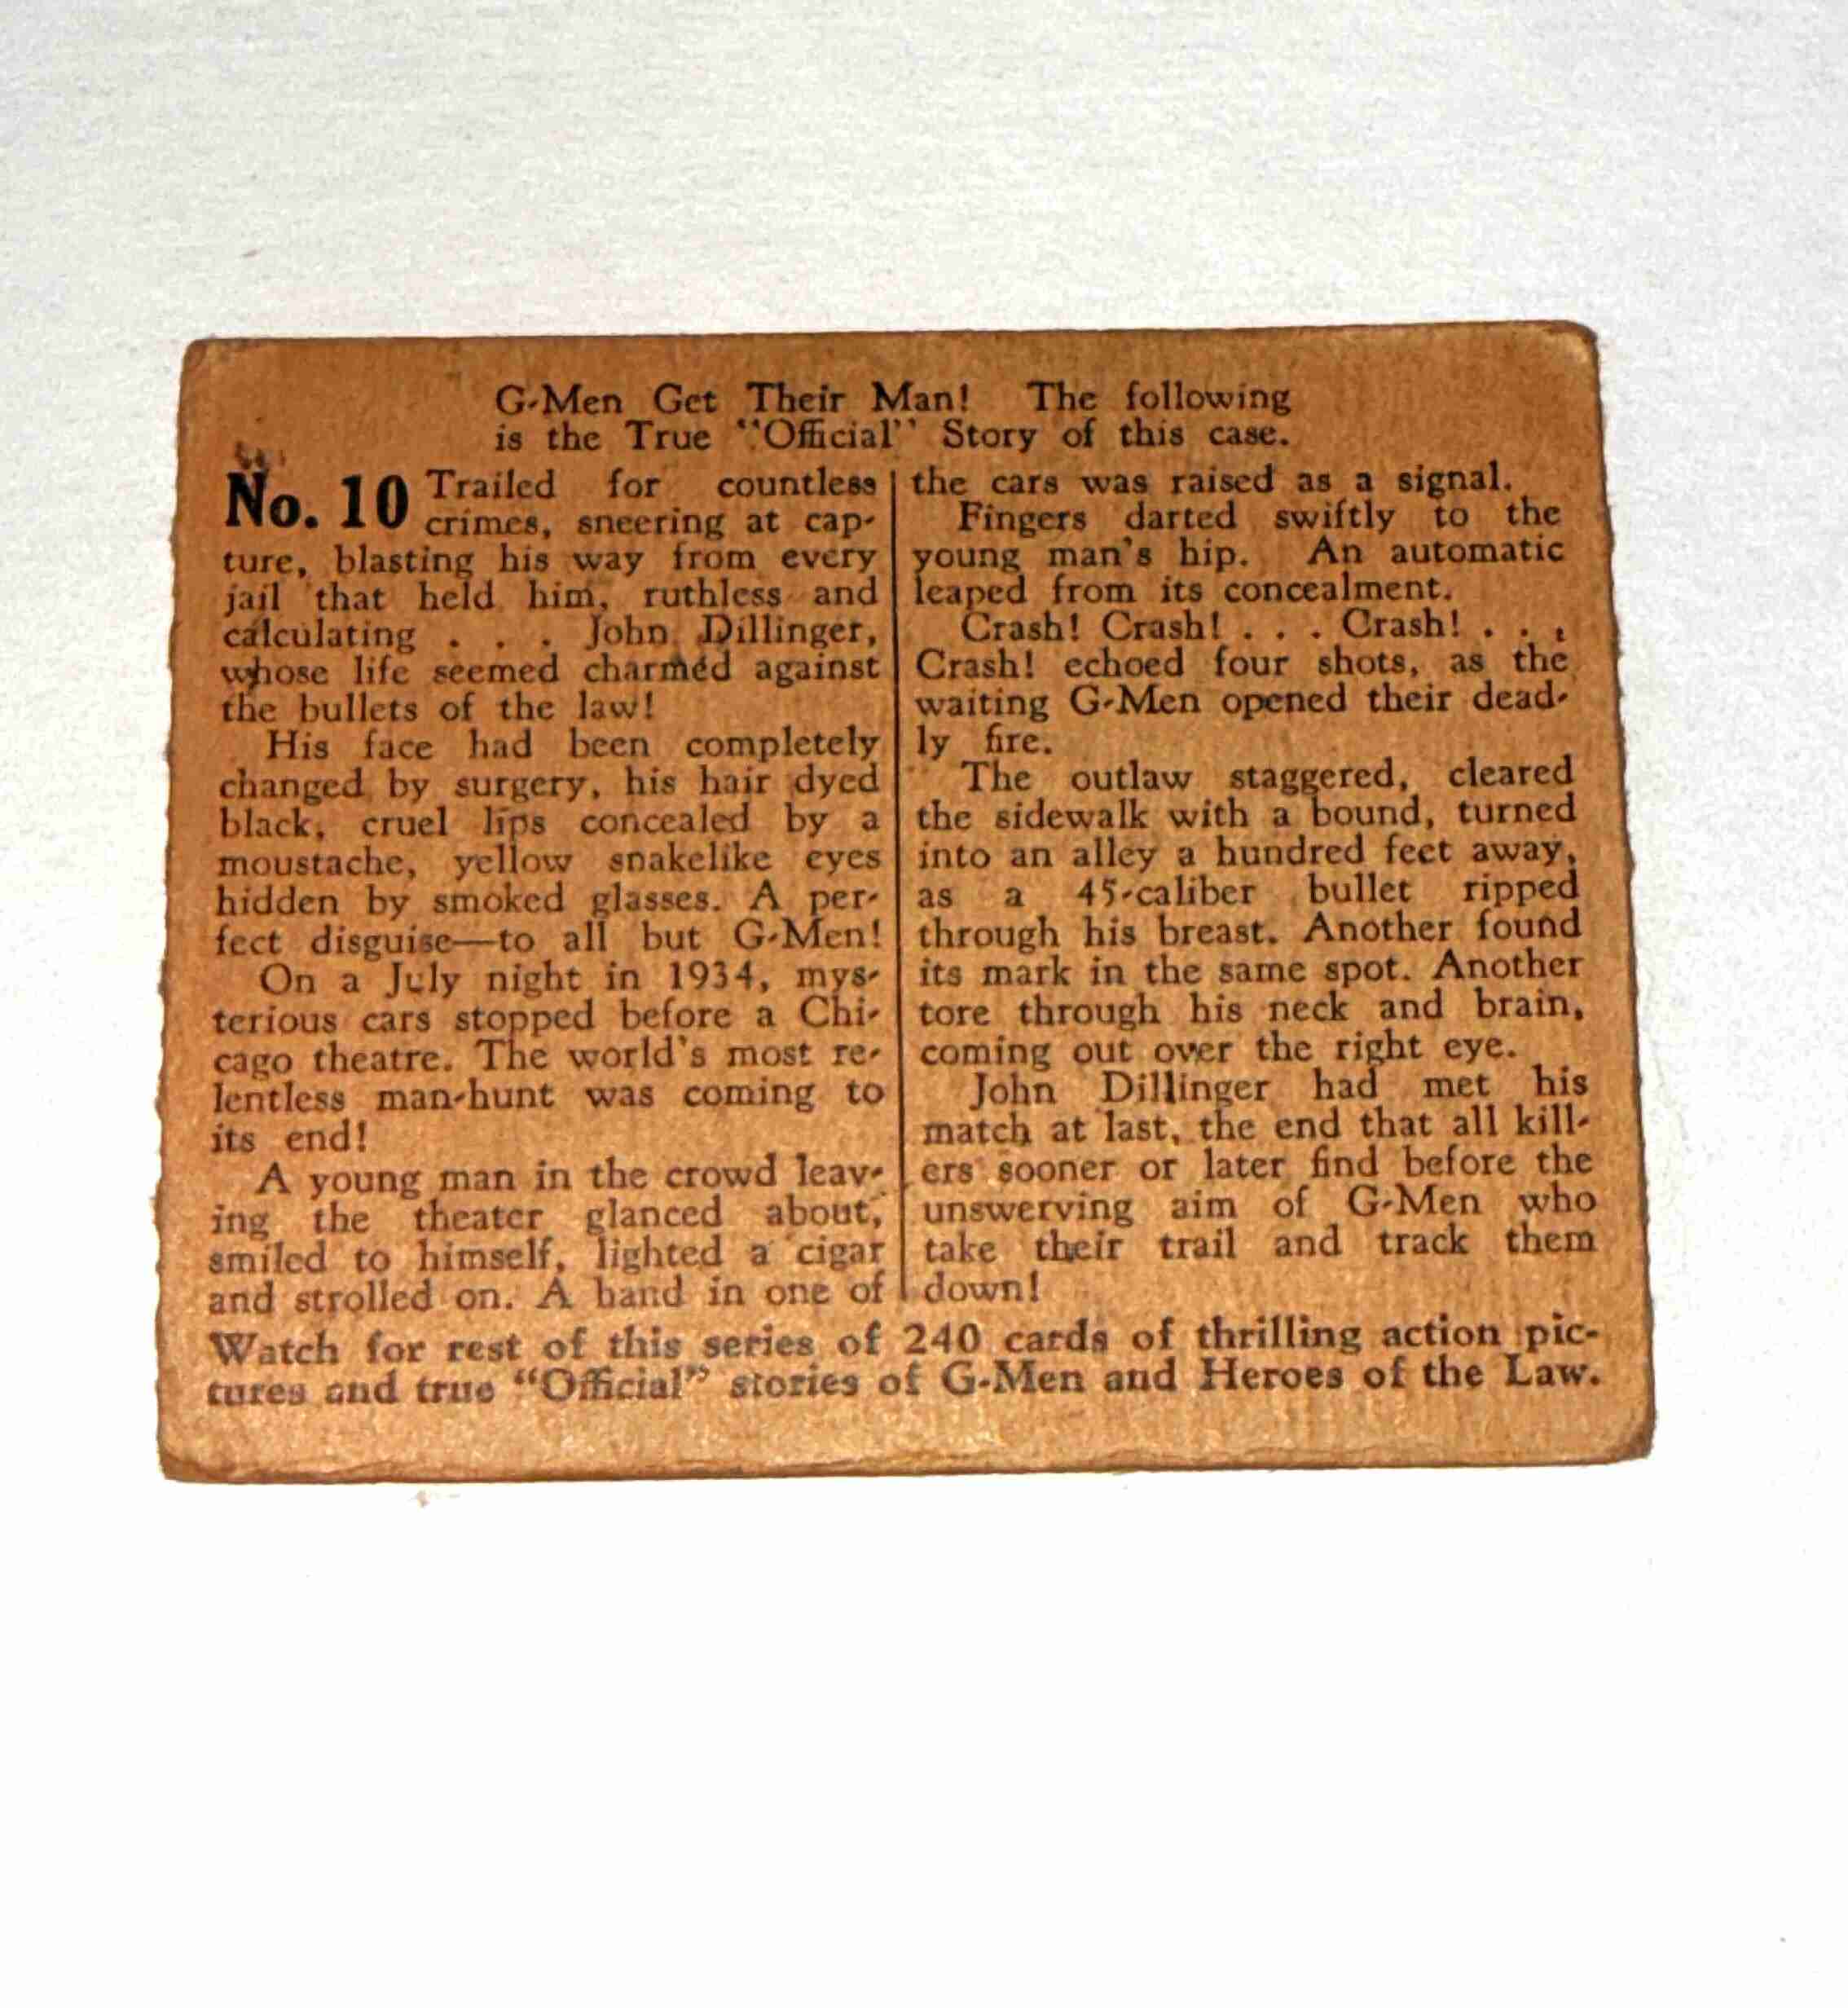 G-Men Get Their Man! The following
is the True "Official" Story of this case.
No. 10 Trailed for countless
crimes, sneering at cap-
ture, blasting his way from every
jail that held him, ruthless and
calculating . . . John Dillinger,
whose life seemed charmed against
the bullets of the law!
His face had been completely
changed by surgery, his hair dyed
black, cruel lips concealed by a
moustache, yellow snakelike eyes
hidden by smoked glasses. A per-
fect disguise—to all but G-Men!
On a July night in 1934, mys-
terious cars stopped before a Chi-
cago theatre. The world's most re-
lentless man-hunt was coming to
its end!
A young man in the crowd leav-
ing the theater glanced about,
smiled to himself, lighted a cigar
and strolled on. A hand in one of
the cars was raised as a signal.
Fingers darted swiftly to the
young man's hip. An automatic
leaped from its concealment.
Crash! Crash! . . . Crash! . . .
Crash! echoed four shots, as the
waiting G-Men opened their dead-
ly fire.
The outlaw staggered, cleared
the sidewalk with a bound, turned
into an alley a hundred feet away,
as a 45-caliber bullet ripped
through his breast. Another found
its mark in the same spot. Another
tore through his neck and brain,
coming out over the right eye.
John Dillinger had met his
match at last, the end that all kill-
ers sooner or later find before the
unswerving aim of G-Men who
take their trail and track them
down!
Watch for rest of this series of 240 cards of thrilling action pic-
tures and true "Official" stories of G-Men and Heroes of the Law.